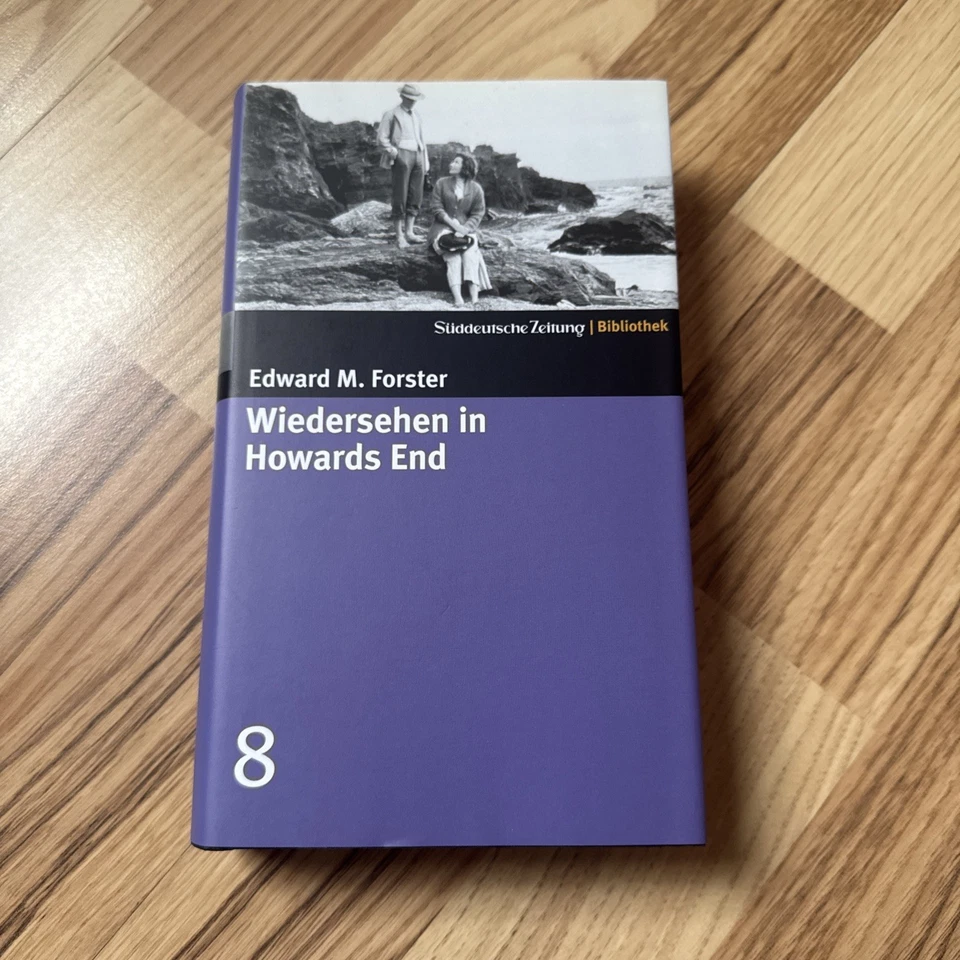 Süddeutsche Zeitung | Bibliothek
Edward M. Forster
Wiedersehen in
Howards End
8